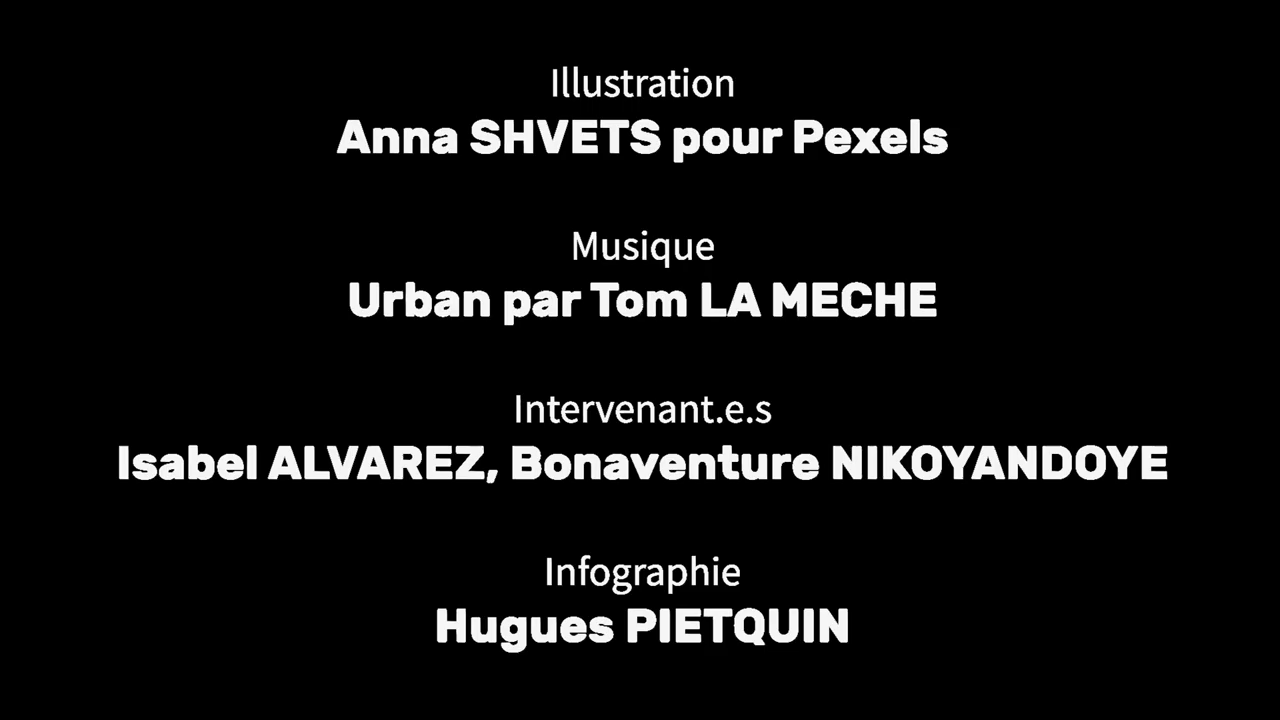 Illustration
Anna SHVETS pour Pexels
Musique
Urban par Tom LA MECHE
Intervenant.e.s
Isabel ALVAREZ, Bonaventure NIKOYANDOYE
Infographie
Hugues PIETQUIN